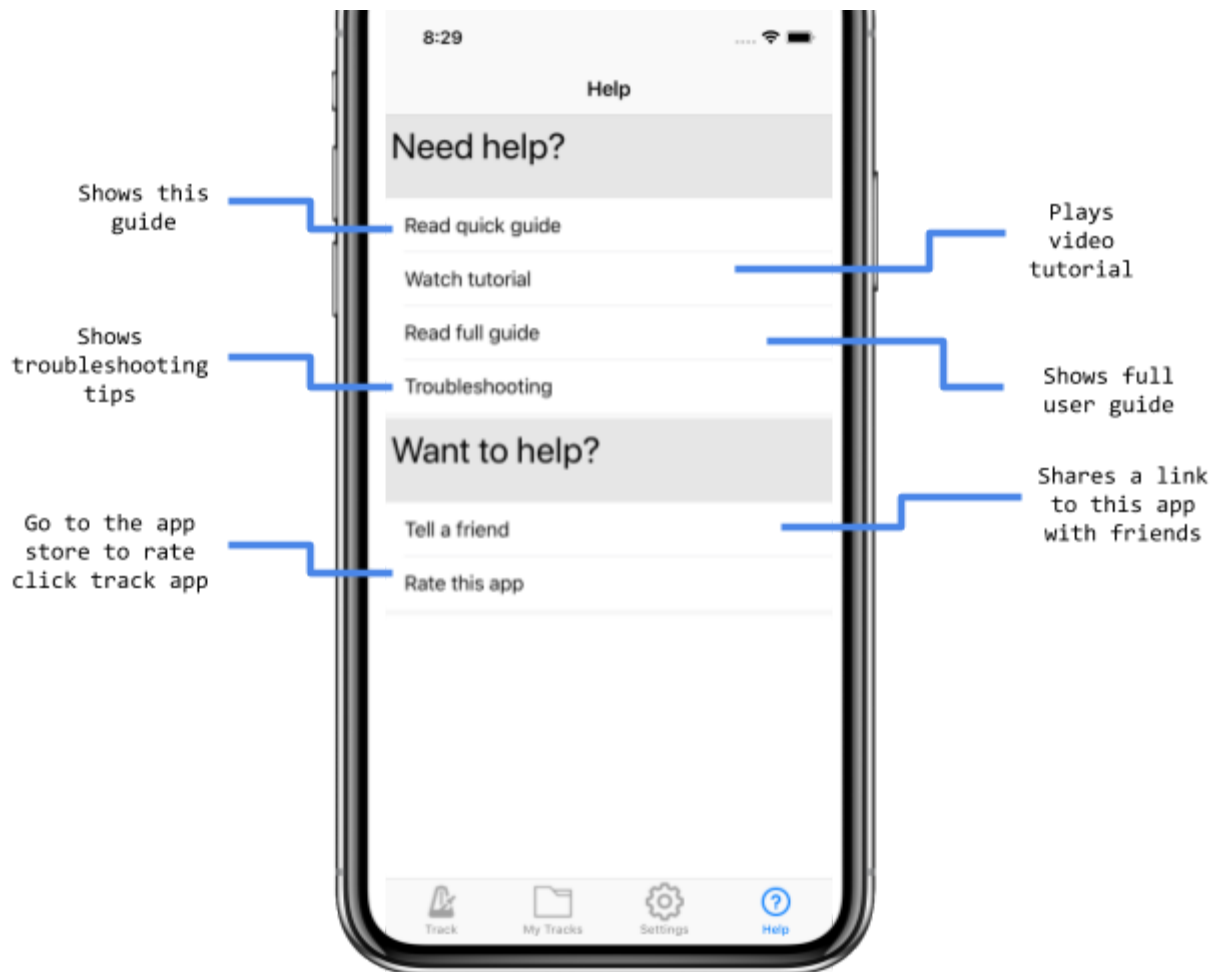 8:29
Help
Need help?
Shows this
guide
Read quick guide
Plays
video
tutorial
Watch tutorial
Read full guide
Shows
troubleshooting
tips
Troubleshooting
Shows full
user guide
Want to help?
Shares a link
to this app
with friends
Tell a friend
Go to the app
store to rate
click track app
Rate this app
Track
My Tracks
Settings
Help